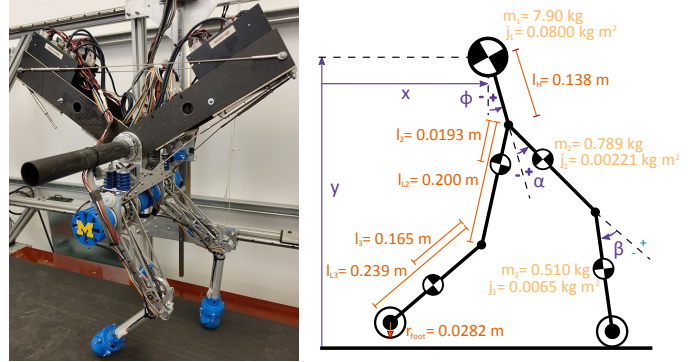 M
m₁= 7.90 kg
j₁= 0.0800 kg m²
x
ϕ
- +
l_H= 0.138 m
l₂= 0.0193 m
m₂= 0.789 kg
j₂= 0.00221 kg m²
l_L2= 0.200 m
- +
α
y
l₃= 0.165 m
l_L3= 0.239 m
β
- +
m₃= 0.510 kg
j₃= 0.0065 kg m²
r_foot= 0.0282 m